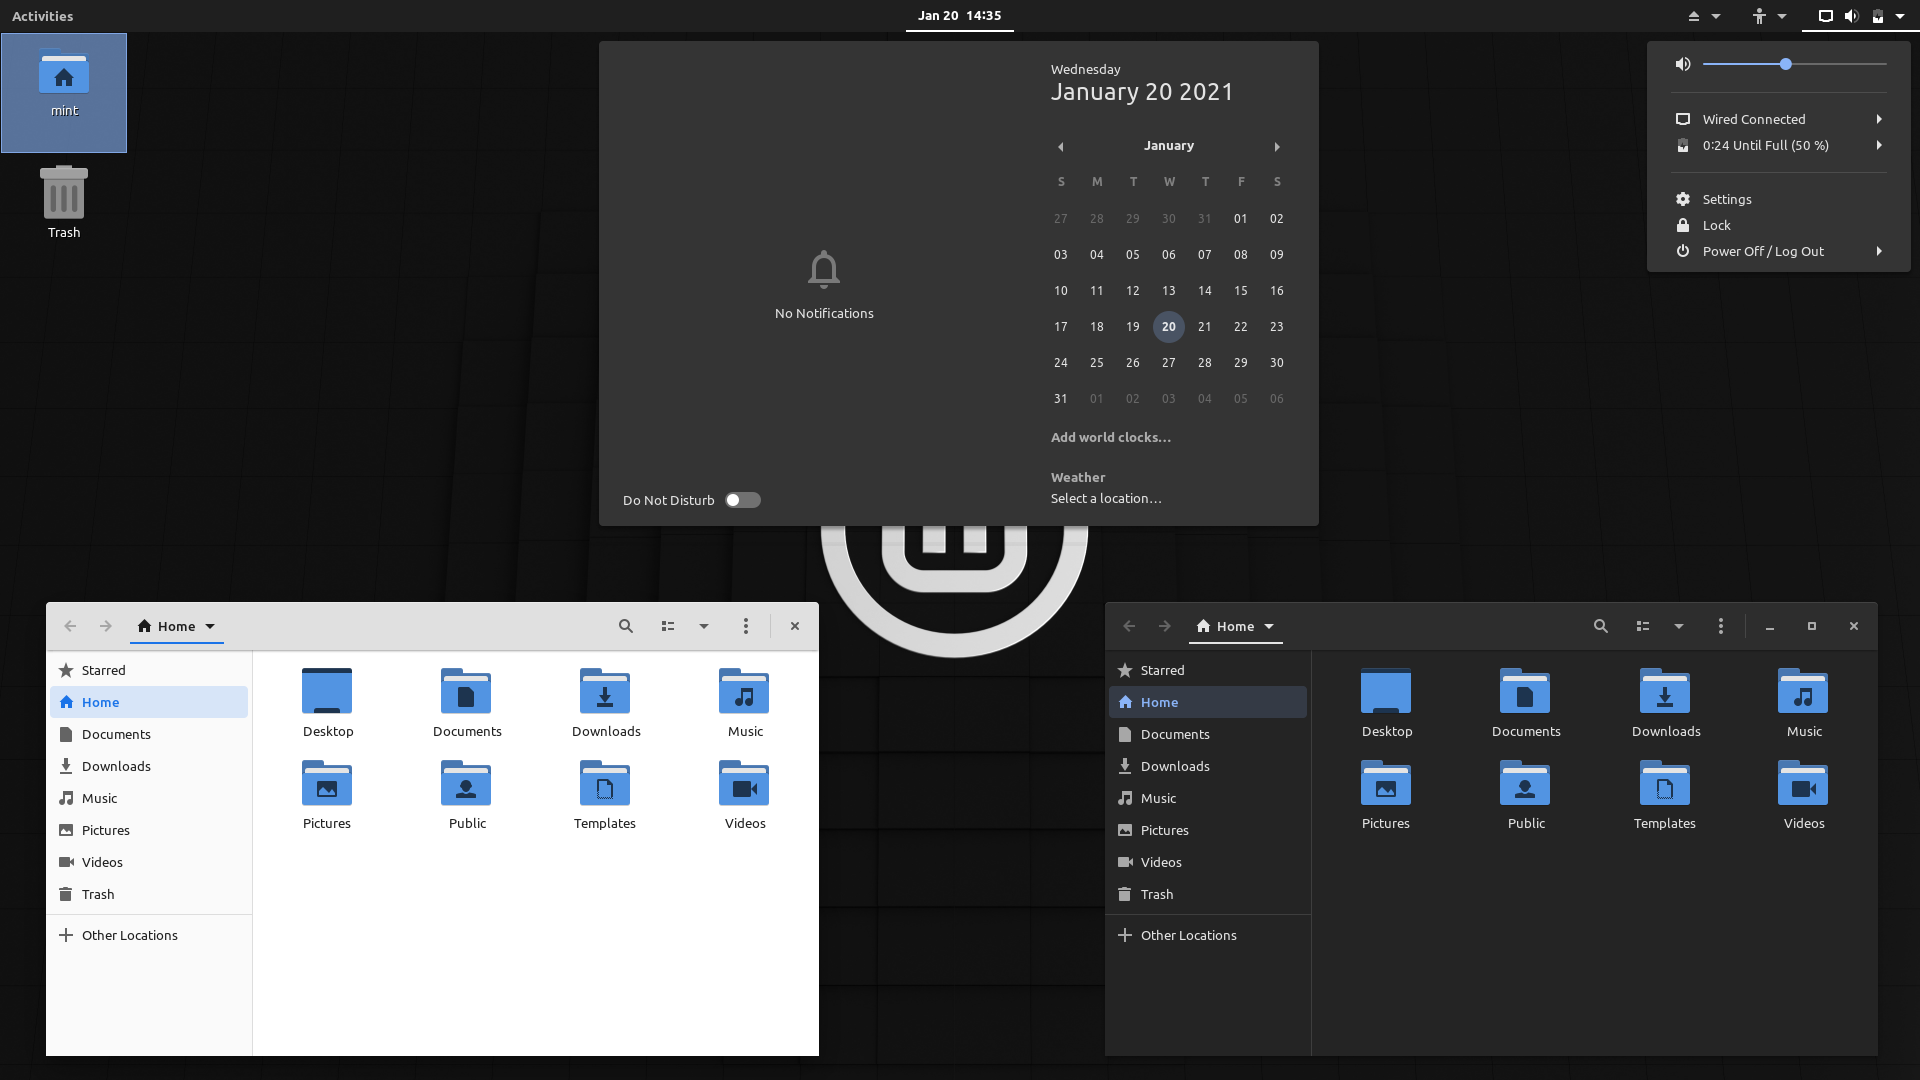 Activities
Jan 20 14:35
mint
Trash
No Notifications
Do Not Disturb
Wednesday
January 20 2021
January
S M T W T F S
27 28 29 30 31 01 02
03 04 05 06 07 08 09
10 11 12 13 14 15 16
17 18 19 20 21 22 23
24 25 26 27 28 29 30
31 01 02 03 04 05 06
Add world clocks…
Weather
Select a location…
Wired Connected
0:24 Until Full (50 %)
Settings
Lock
Power Off / Log Out
Home
Starred
Home
Documents
Downloads
Music
Pictures
Videos
Trash
Other Locations
Desktop Documents Downloads Music
Pictures Public Templates Videos
Home
Starred
Home
Documents
Downloads
Music
Pictures
Videos
Trash
Other Locations
Desktop Documents Downloads Music
Pictures Public Templates Videos